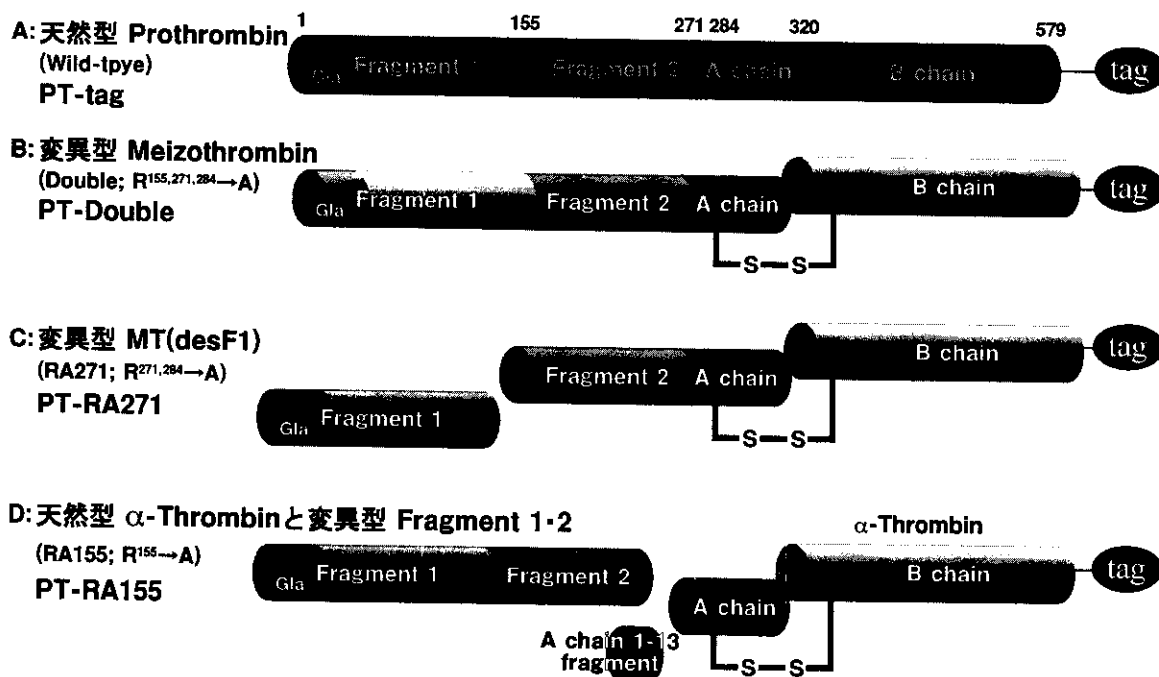 1 155 271 284 320 579
A:天然型 Prothrombin
(Wild-tpye)
PT-tag
Gla Fragment 1 Fragment 2 A chain B chain tag
B:変異型 Meizothrombin
(Double; R155,271,284→A)
PT-Double
Gla Fragment 1 Fragment 2 A chain B chain tag
S S
C:変異型 MT(desF1)
(RA271; R271,284→A)
PT-RA271
Gla Fragment 1 Fragment 2 A chain B chain tag
S S
D:天然型 α-Thrombinと変異型 Fragment 1・2
(RA155; R155→A)
PT-RA155
α-Thrombin
Gla Fragment 1 Fragment 2 A chain B chain tag
A chain 1-13
fragment
S S